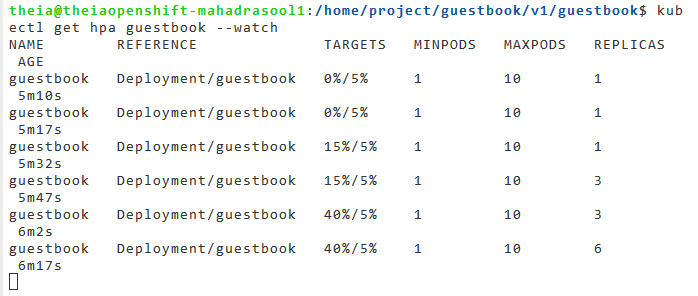 theia@theiaopenshift-mahadrasool1:/home/project/guestbook/v1/guestbook$ kub
ectl get hpa guestbook --watch
NAME        REFERENCE              TARGETS   MINPODS   MAXPODS   REPLICAS
 AGE
guestbook   Deployment/guestbook   0%/5%     1         10        1
 5m10s
guestbook   Deployment/guestbook   0%/5%     1         10        1
 5m17s
guestbook   Deployment/guestbook   15%/5%    1         10        1
 5m32s
guestbook   Deployment/guestbook   15%/5%    1         10        3
 5m47s
guestbook   Deployment/guestbook   40%/5%    1         10        3
 6m2s
guestbook   Deployment/guestbook   40%/5%    1         10        6
 6m17s